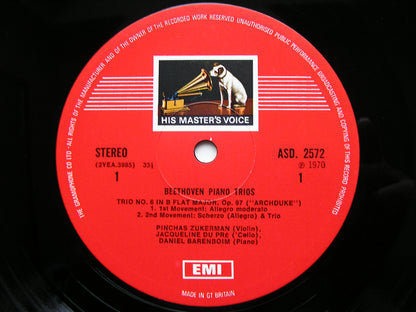 THE GRAMOPHONE CO LTD · ALL RIGHTS OF THE MANUFACTURER AND OF THE OWNER OF THE RECORDED WORK RESERVED UNAUTHORISED PUBLIC PERFORMANCE BROADCASTING AND COPYING OF THIS RECORD PROHIBITED
HIS MASTER'S VOICE
STEREO
ASD. 2572
(2YEA.3985) 33⅓
℗ 1970
1
1
BEETHOVEN PIANO TRIOS
TRIO NO. 6 IN B FLAT MAJOR, Op. 97 ("ARCHDUKE")
1. 1st Movement: Allegro moderato
2. 2nd Movement: Scherzo (Allegro) & Trio
PINCHAS ZUKERMAN (Violin),
JACQUELINE DU PRÉ ('Cello),
DANIEL BARENBOIM (Piano)
EMI
MADE IN GT BRITAIN